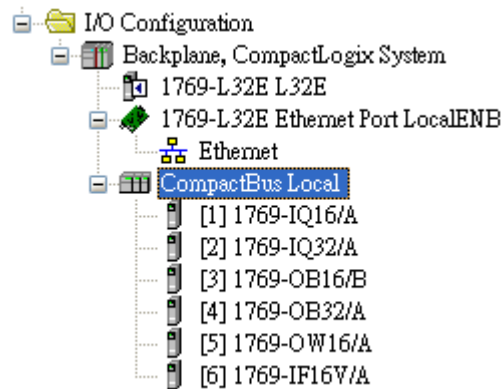 I/O Configuration
Backplane, CompactLogix System
1769-L32E L32E
1769-L32E Ethernet Port LocalENB
Ethernet
CompactBus Local
[1] 1769-IQ16/A
[2] 1769-IQ32/A
[3] 1769-OB16/B
[4] 1769-OB32/A
[5] 1769-OW16/A
[6] 1769-IF16V/A